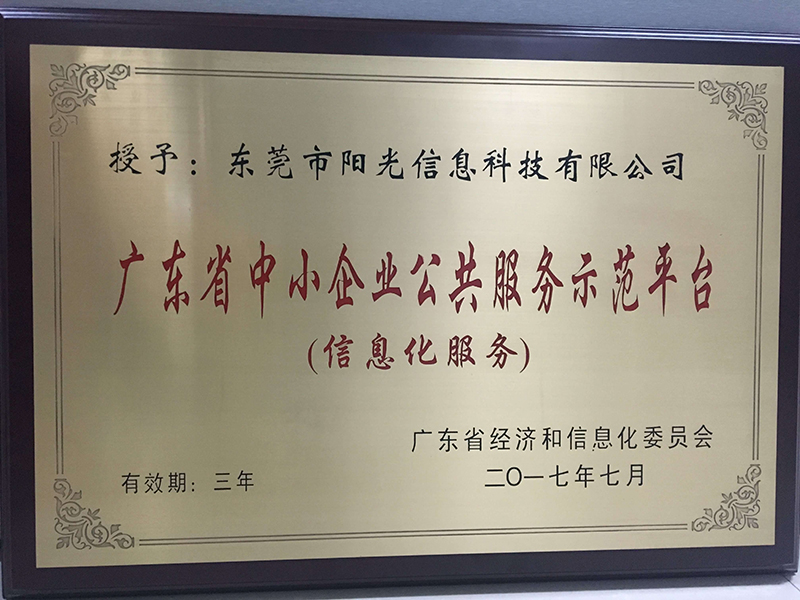 授予：东莞市阳光信息科技有限公司
广东省中小企业公共服务示范平台
(信息化服务)
广东省经济和信息化委员会
有效期：三年
二〇一七年七月